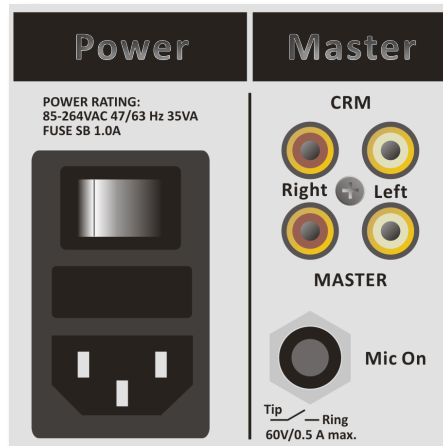 Power
POWER RATING:
85-264VAC 47/63 Hz 35VA
FUSE SB 1.0A
Master
CRM
Right Left
MASTER
Mic On
Tip Ring
60V/0.5 A max.